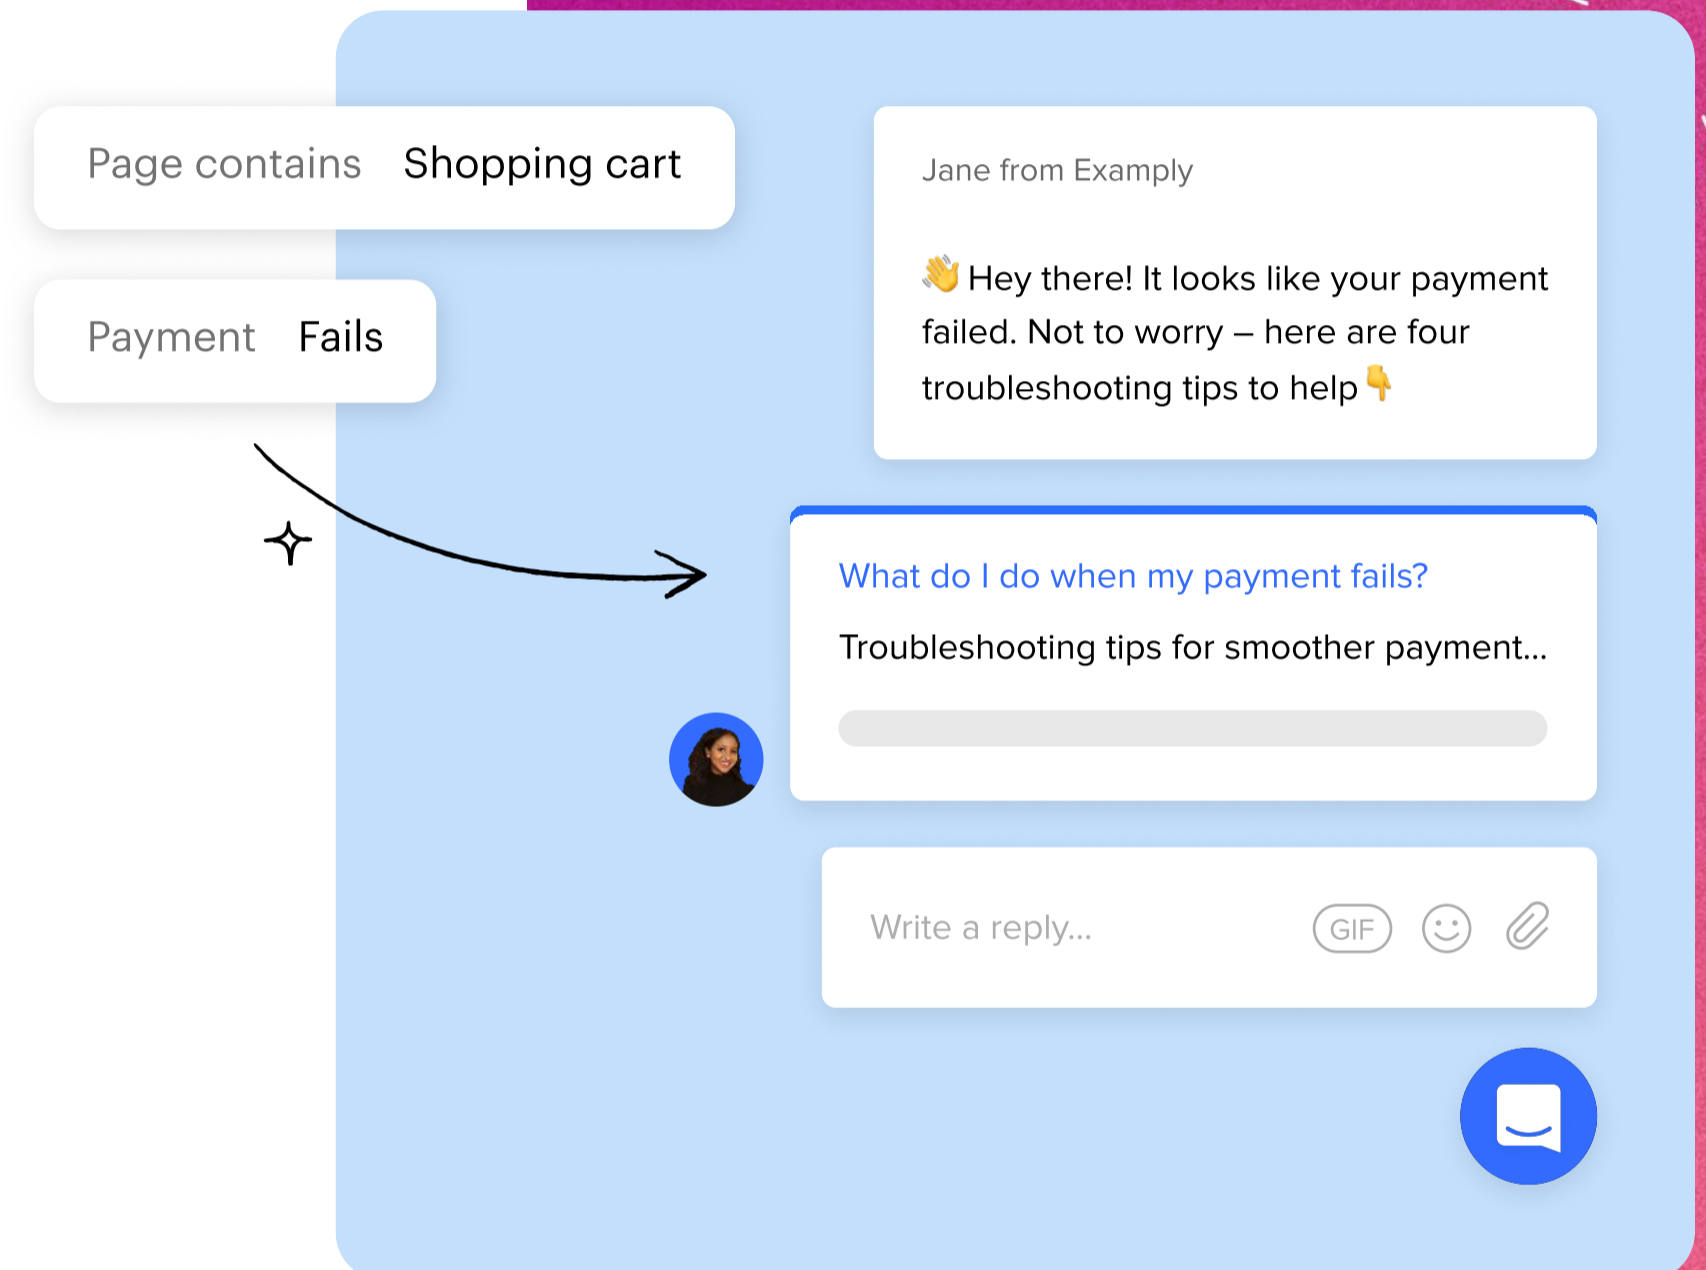 Page contains Shopping cart
Payment Fails
Jane from Examply
👋 Hey there! It looks like your payment
failed. Not to worry – here are four
troubleshooting tips to help👇
What do I do when my payment fails?
Troubleshooting tips for smoother payment...
Write a reply...
GIF